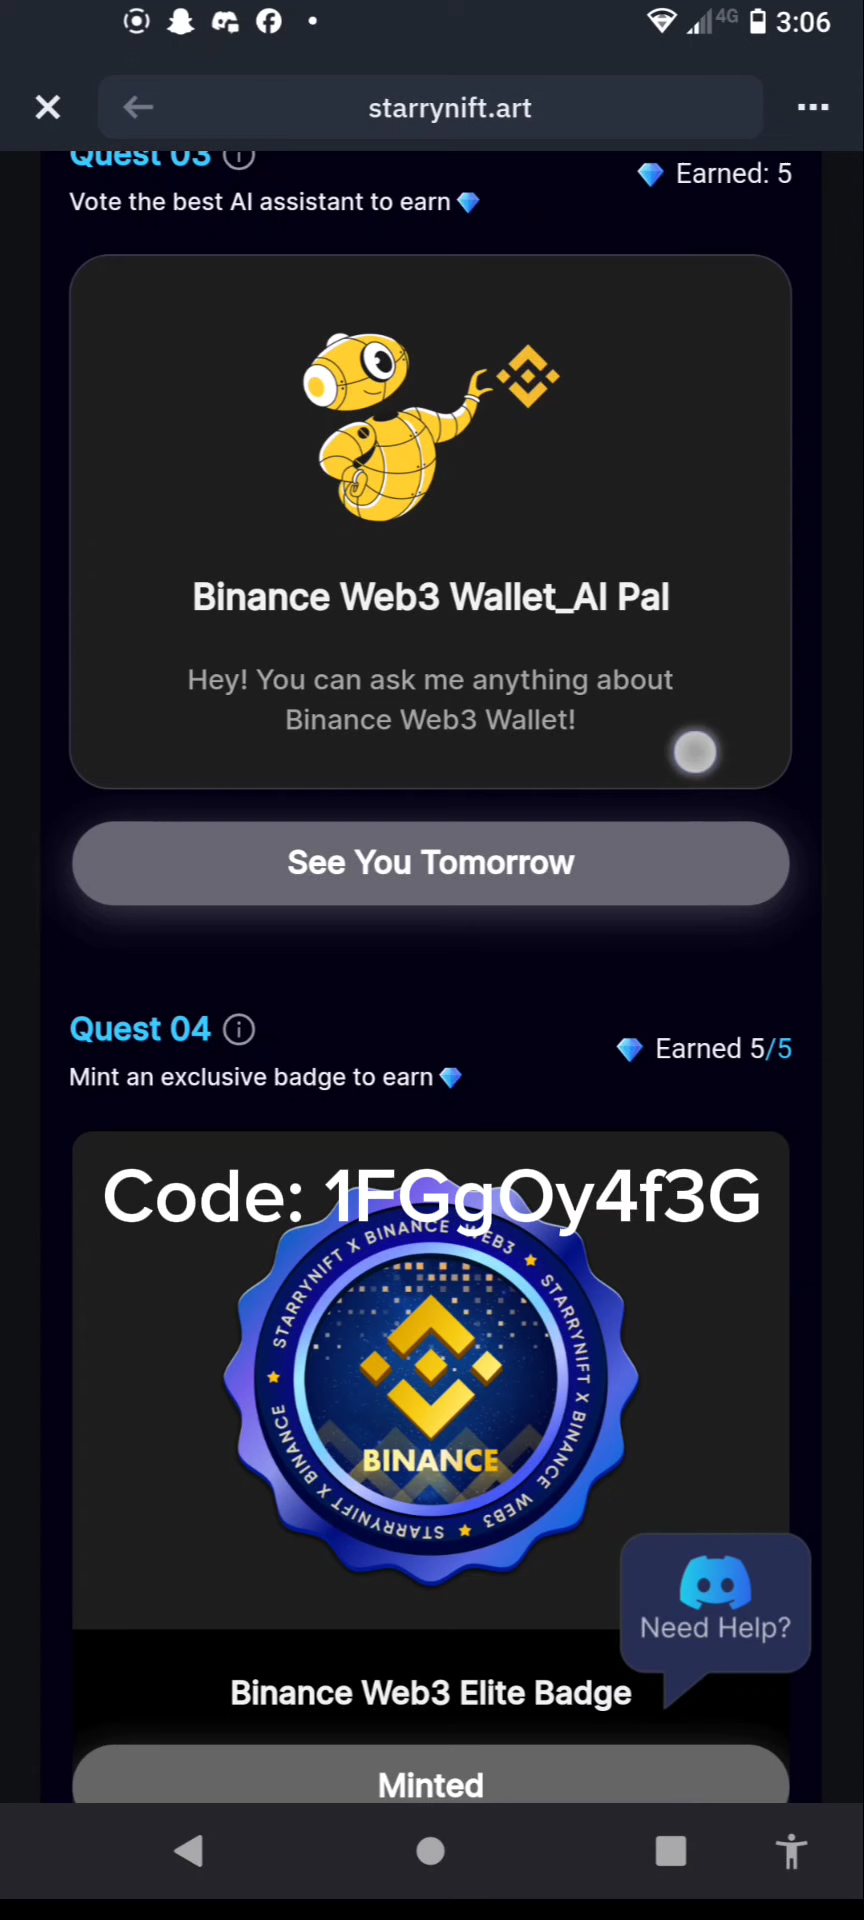 4G 3:06
starrynift.art
Quest 03
Earned: 5
Vote the best AI assistant to earn
Binance Web3 Wallet_AI Pal
Hey! You can ask me anything about
Binance Web3 Wallet!
See You Tomorrow
Quest 04
Earned 5/5
Mint an exclusive badge to earn
Code: 1FGgOy4f3G
STARRYNIFT X BINANCE WEB3 ★ STARRYNIFT X BINANCE WEB3 ★ STARRYNIFT X BINANCE ★
BINANCE
Need Help?
Binance Web3 Elite Badge
Minted